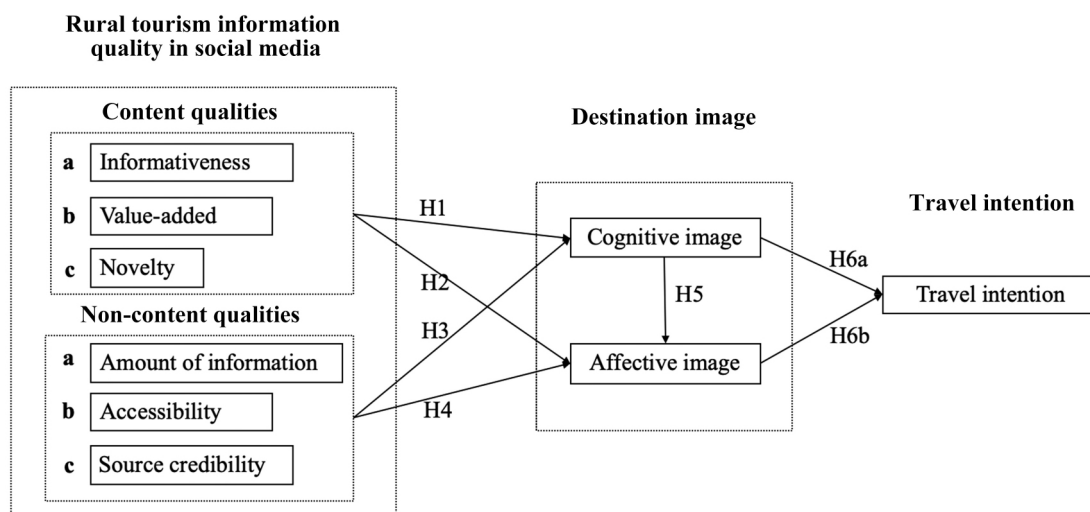 Rural tourism information
quality in social media
Content qualities
a Informativeness
b Value-added
c Novelty
Non-content qualities
a Amount of information
b Accessibility
c Source credibility
H1
H2
H3
H4
Destination image
Cognitive image
H5
Affective image
H6a
H6b
Travel intention
Travel intention